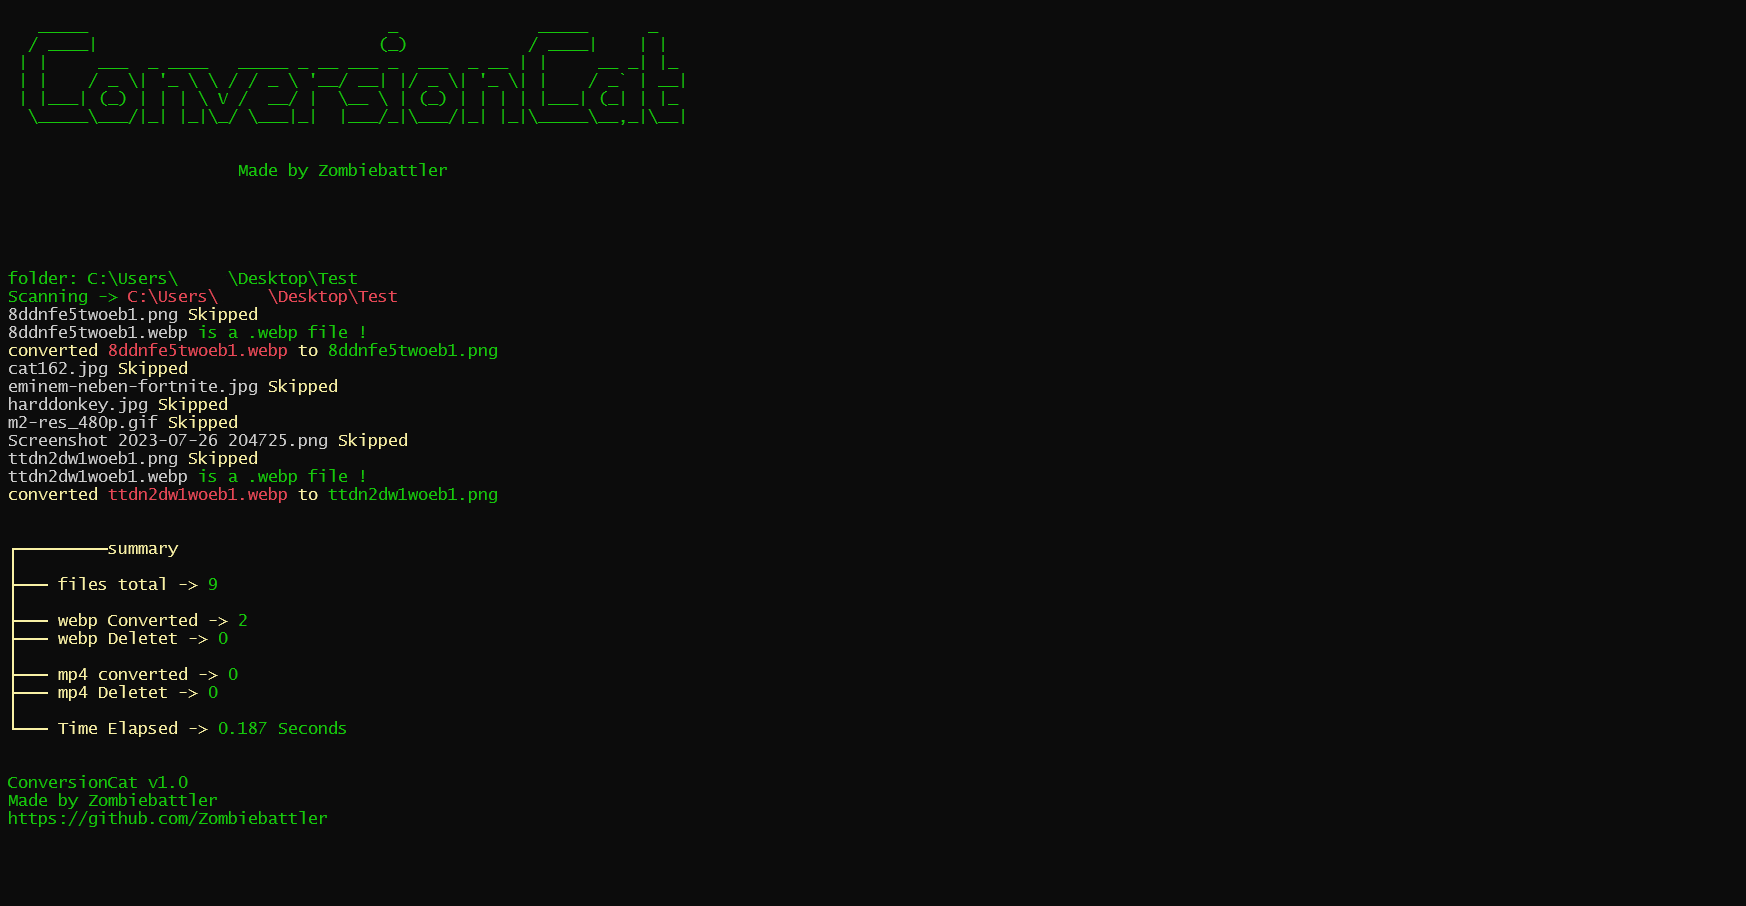 ConversionCat
Made by Zombiebattler
folder: C:\Users\     \Desktop\Test
Scanning -> C:\Users\     \Desktop\Test
8ddnfe5twoeb1.png Skipped
8ddnfe5twoeb1.webp is a .webp file !
converted 8ddnfe5twoeb1.webp to 8ddnfe5twoeb1.png
cat162.jpg Skipped
eminem-neben-fortnite.jpg Skipped
harddonkey.jpg Skipped
m2-res_480p.gif Skipped
Screenshot 2023-07-26 204725.png Skipped
ttdn2dw1woeb1.png Skipped
ttdn2dw1woeb1.webp is a .webp file !
converted ttdn2dw1woeb1.webp to ttdn2dw1woeb1.png
summary
files total -> 9
webp Converted -> 2
webp Deletet -> 0
mp4 converted -> 0
mp4 Deletet -> 0
Time Elapsed -> 0.187 Seconds
ConversionCat v1.0
Made by Zombiebattler
https://github.com/Zombiebattler